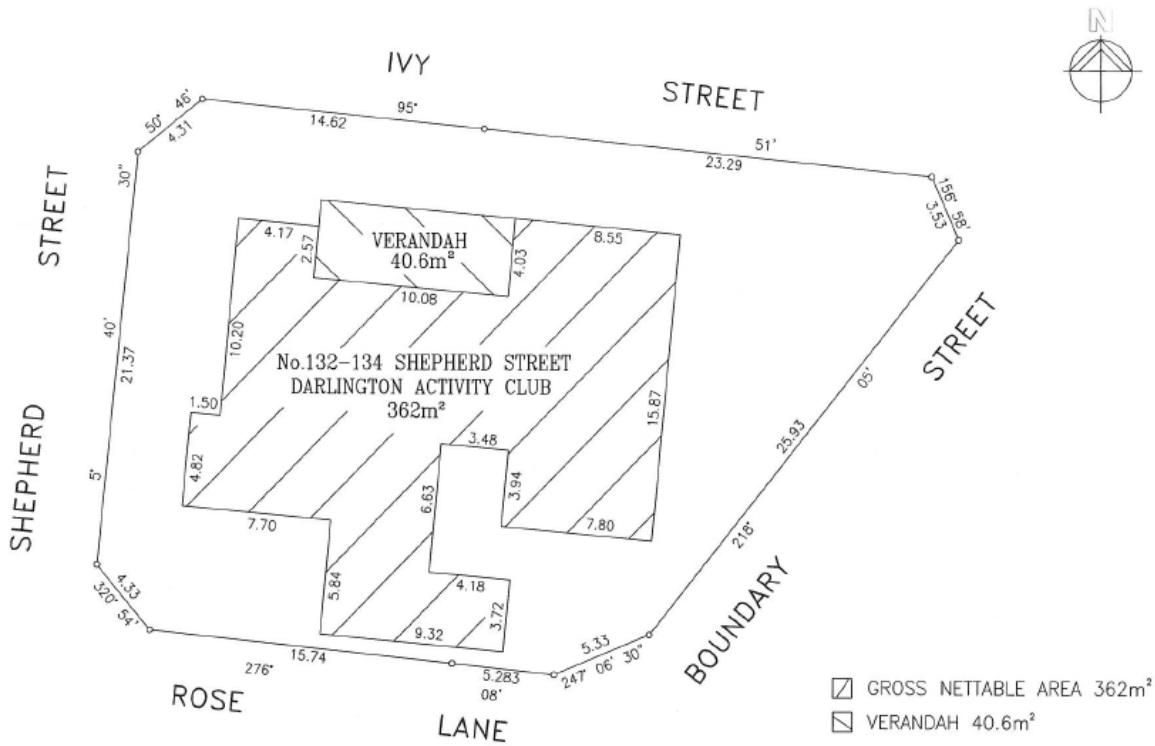 N
IVY STREET
50° 46'
4.31
95°
14.62
51'
23.29
156° 58'
3.53
STREET
30"
40'
21.37
5'
SHEPHERD
4.17
2.57
VERANDAH
40.6m²
4.03
8.55
10.08
10.20
No.132-134 SHEPHERD STREET
DARLINGTON ACTIVITY CLUB
362m²
1.50
4.82
3.48
15.87
6.63
3.94
7.70
7.80
5.84
4.18
3.72
9.32
STREET
05'
25.93
218°
BOUNDARY
4.33
320° 54'
15.74
276°
5.283
08'
5.33
247° 06' 30"
ROSE LANE
GROSS NETTABLE AREA 362m²
VERANDAH 40.6m²